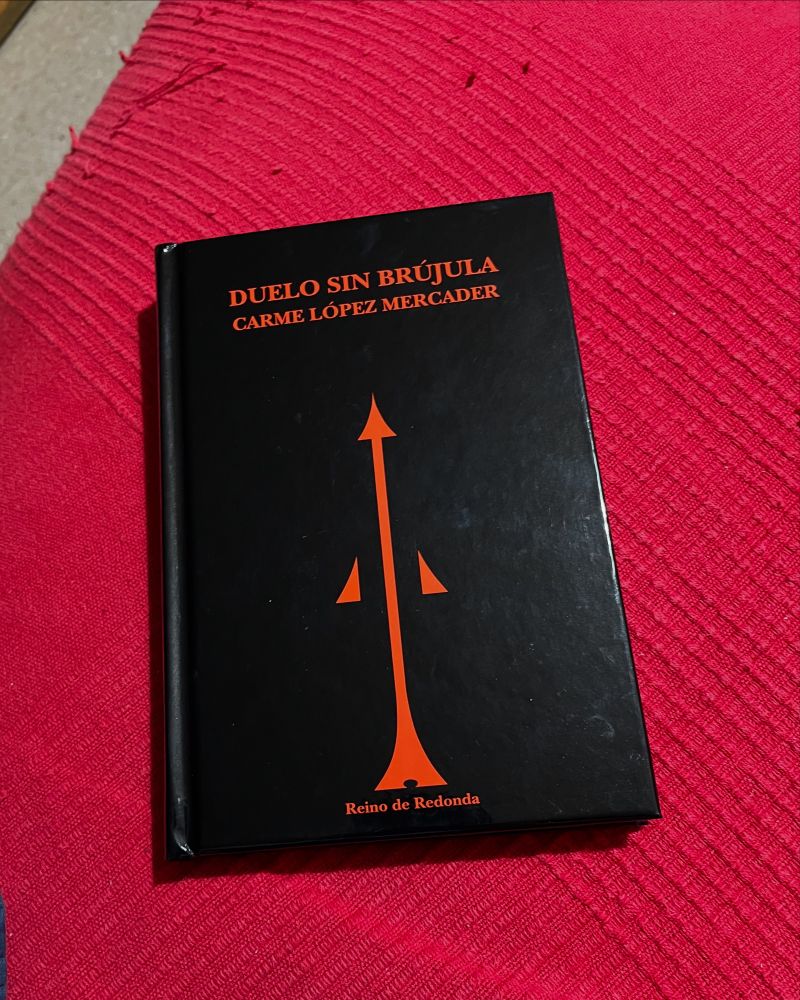 DUELO SIN BRÚJULA
CARME LÓPEZ MERCADER
Reino de Redonda